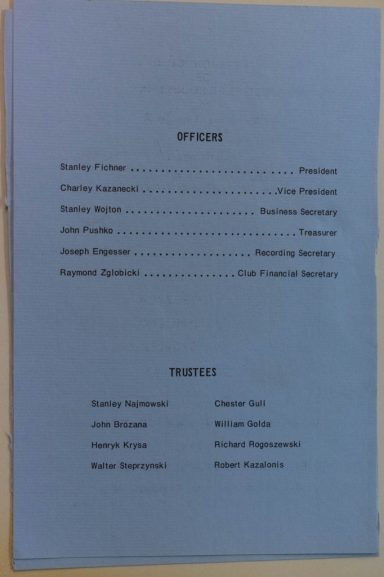 OFFICERS
Stanley Fichner .......................... President
Charley Kazanecki ......................Vice President
Stanley Wojton ..................... Business Secretary
John Pushko ............................. Treasurer
Joseph Engesser ................... Recording Secretary
Raymond Zglobicki ...............Club Financial Secretary
TRUSTEES
Stanley Najmowski Chester Gull
John Brozana William Golda
Henryk Krysa Richard Rogoszewski
Walter Steprzynski Robert Kazalonis